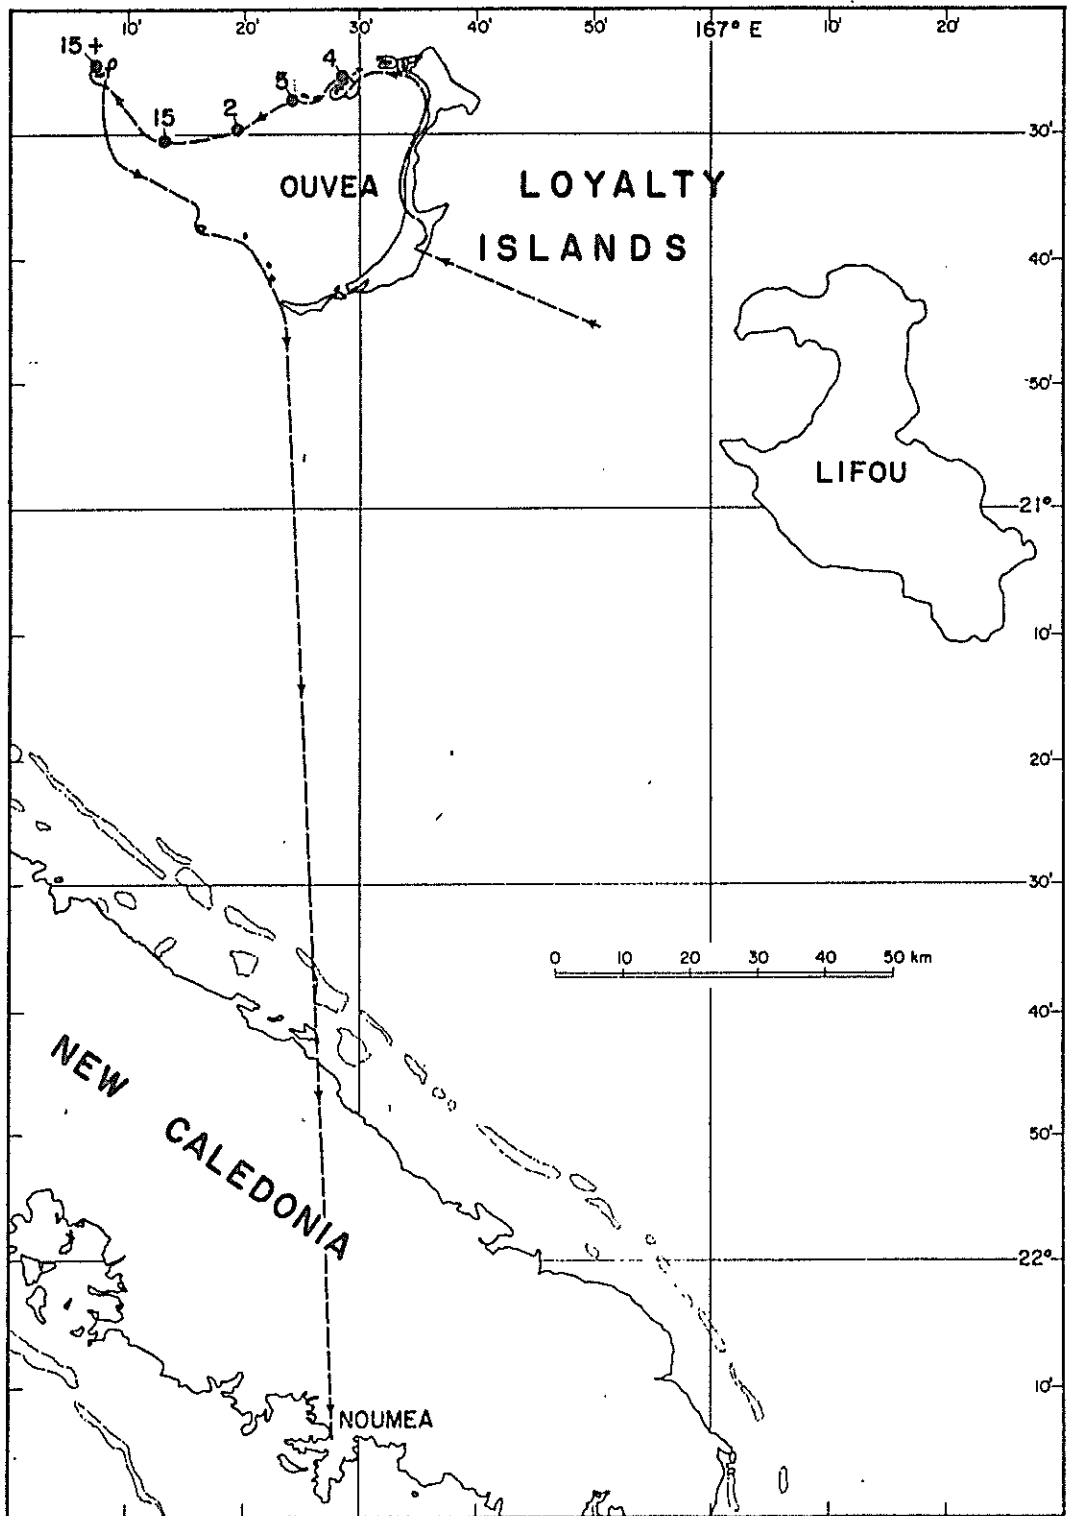 10' 20' 30' 40' 50' 167° E 10' 20'
15+
4
5
2
15
30'
OUVEA
LOYALTY
ISLANDS
40'
50'
LIFOU
21°
10'
20'
30'
0 10 20 30 40 50 km
40'
NEW CALEDONIA
50'
22°
10'
NOUMEA